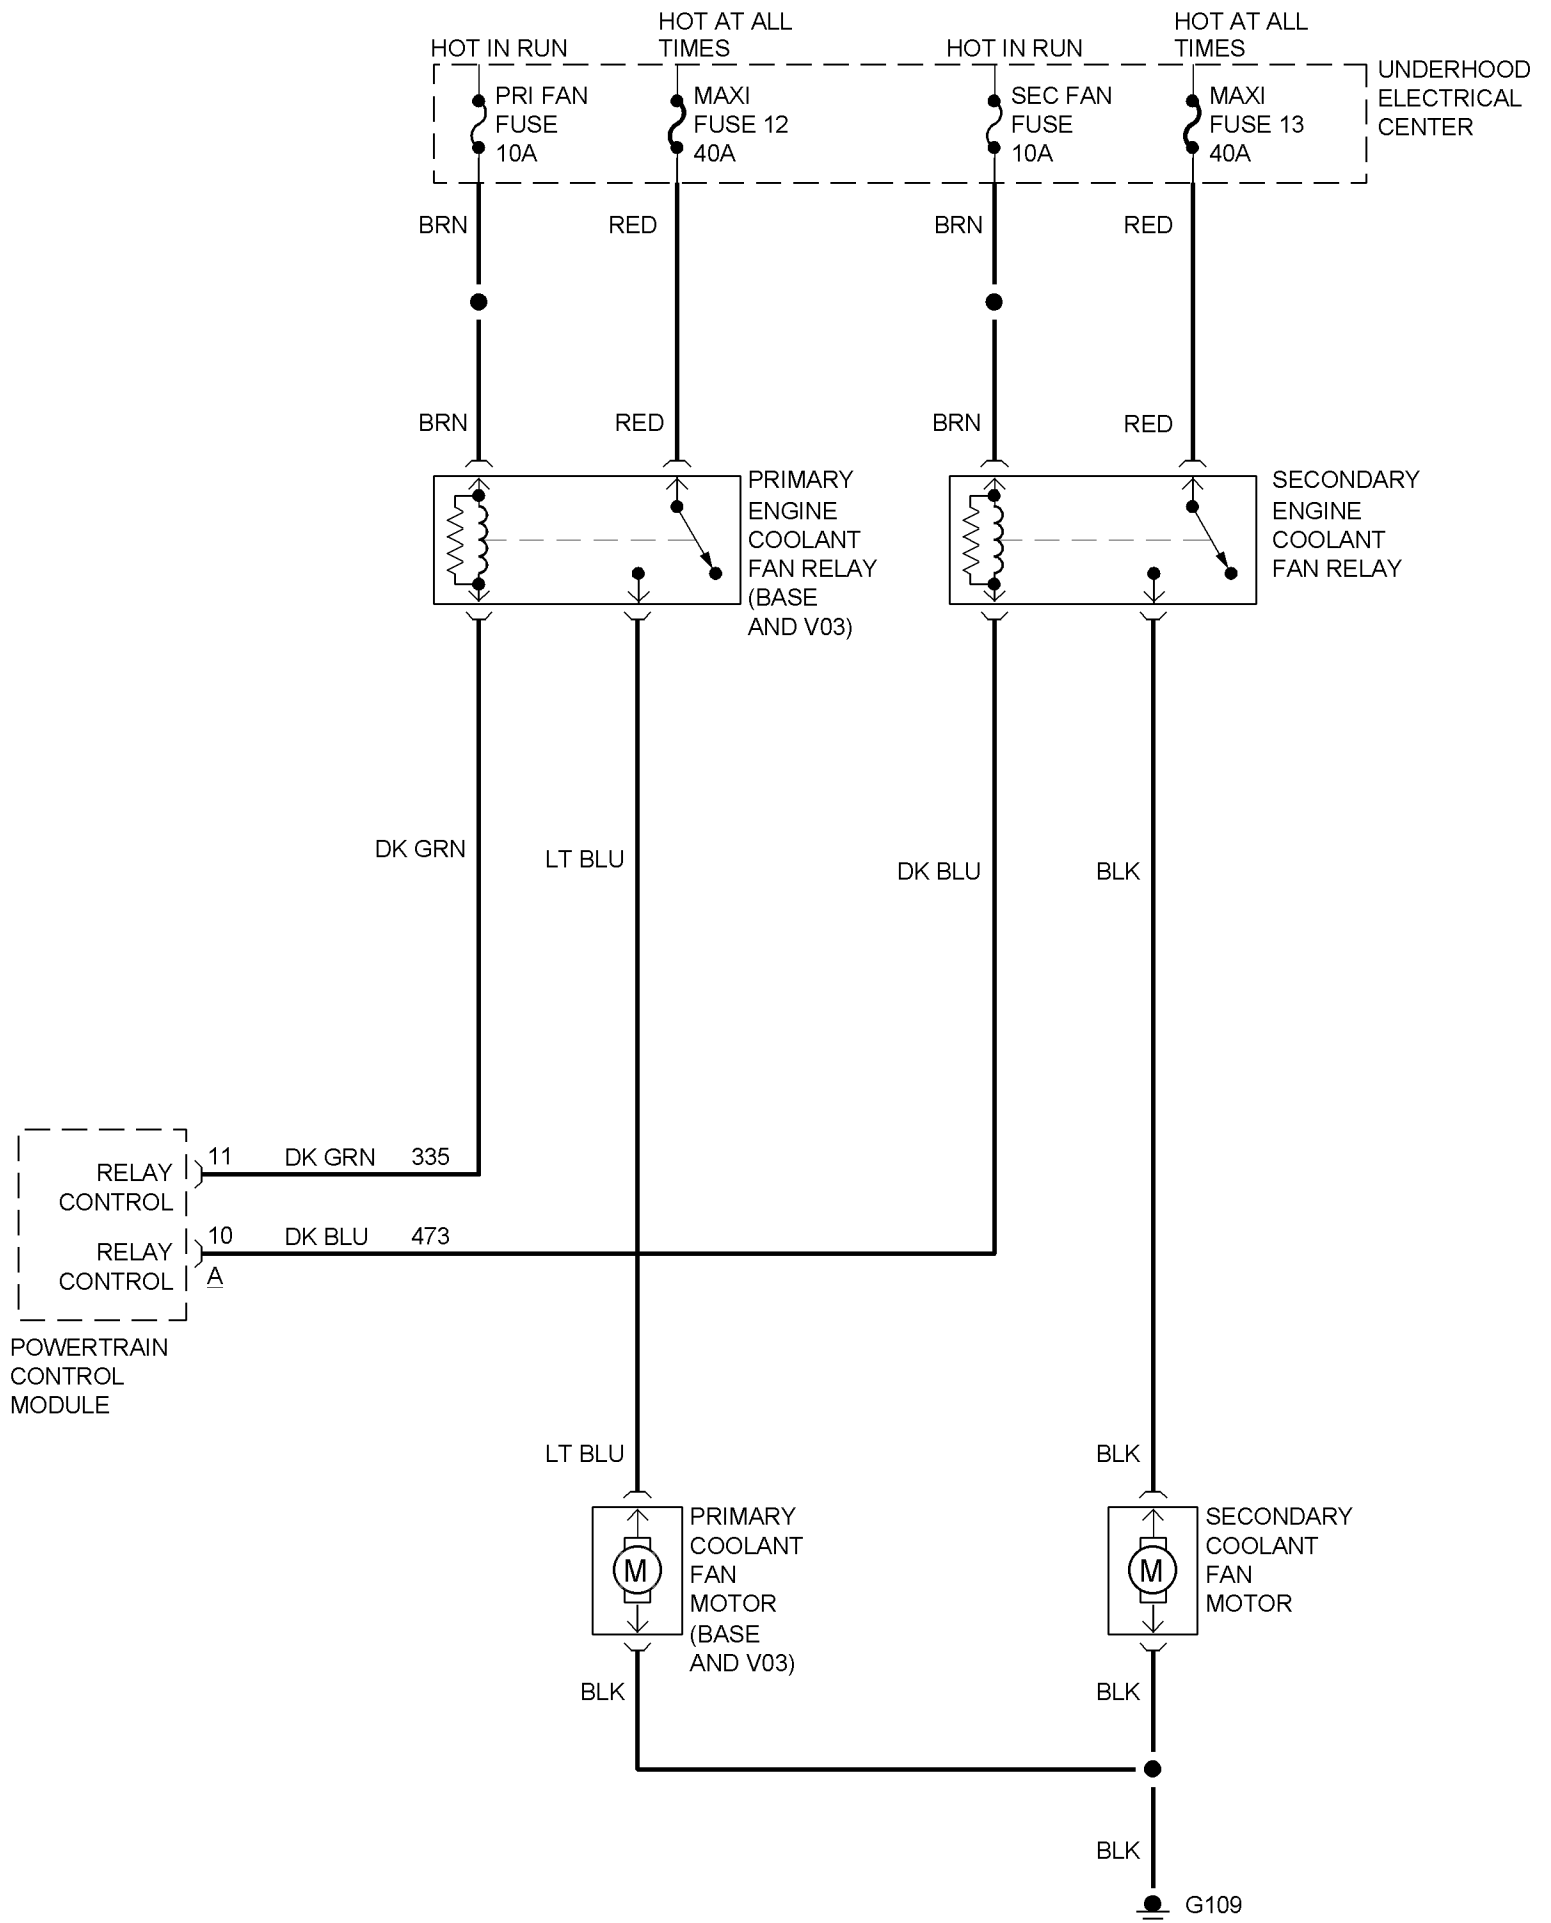 HOT IN RUN
HOT AT ALL
TIMES
HOT IN RUN
HOT AT ALL
TIMES
UNDERHOOD
ELECTRICAL
CENTER
PRI FAN
FUSE
10A
MAXI
FUSE 12
40A
SEC FAN
FUSE
10A
MAXI
FUSE 13
40A
BRN
RED
BRN
RED
BRN
RED
BRN
RED
PRIMARY
ENGINE
COOLANT
FAN RELAY
(BASE
AND V03)
SECONDARY
ENGINE
COOLANT
FAN RELAY
DK GRN
LT BLU
DK BLU
BLK
RELAY
CONTROL
11
DK GRN
335
RELAY
CONTROL
10
DK BLU
473
A
POWERTRAIN
CONTROL
MODULE
LT BLU
BLK
M
PRIMARY
COOLANT
FAN
MOTOR
(BASE
AND V03)
M
SECONDARY
COOLANT
FAN
MOTOR
BLK
BLK
BLK
G109